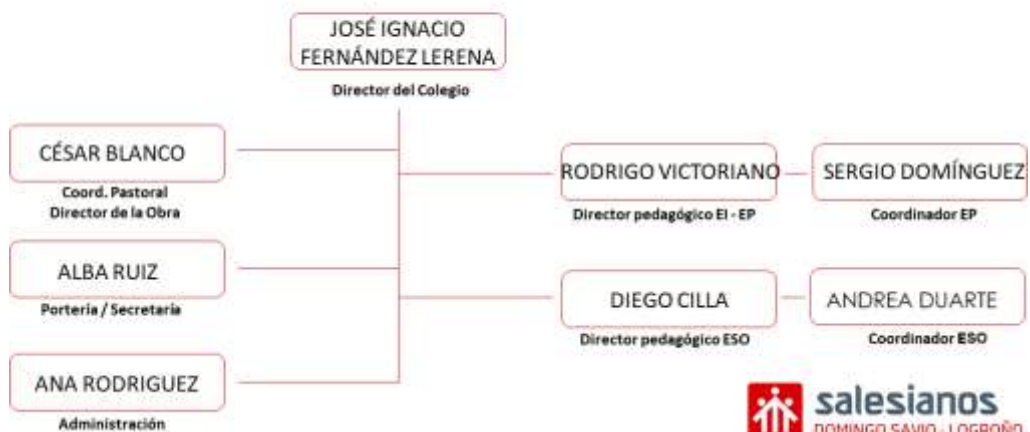 JOSÉ IGNACIO
FERNÁNDEZ LERENA
Director del Colegio
CÉSAR BLANCO
Coord. Pastoral
Director de la Obra
RODRIGO VICTORIANO
Director pedagógico EI - EP
SERGIO DOMÍNGUEZ
Coordinador EP
ALBA RUIZ
Portería / Secretaría
DIEGO CILLA
Director pedagógico ESO
ANDREA DUARTE
Coordinador ESO
ANA RODRIGUEZ
Administración
salesianos
DOMINGO SAVIO - LOGROÑO